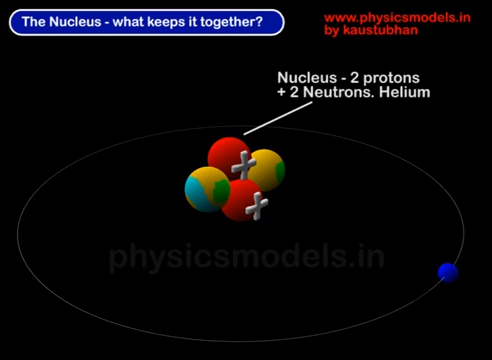 The Nucleus - what keeps it together?
www.physicsmodels.in
by kaustubhan
Nucleus - 2 protons
+ 2 Neutrons. Helium
+
+
physicsmodels.in